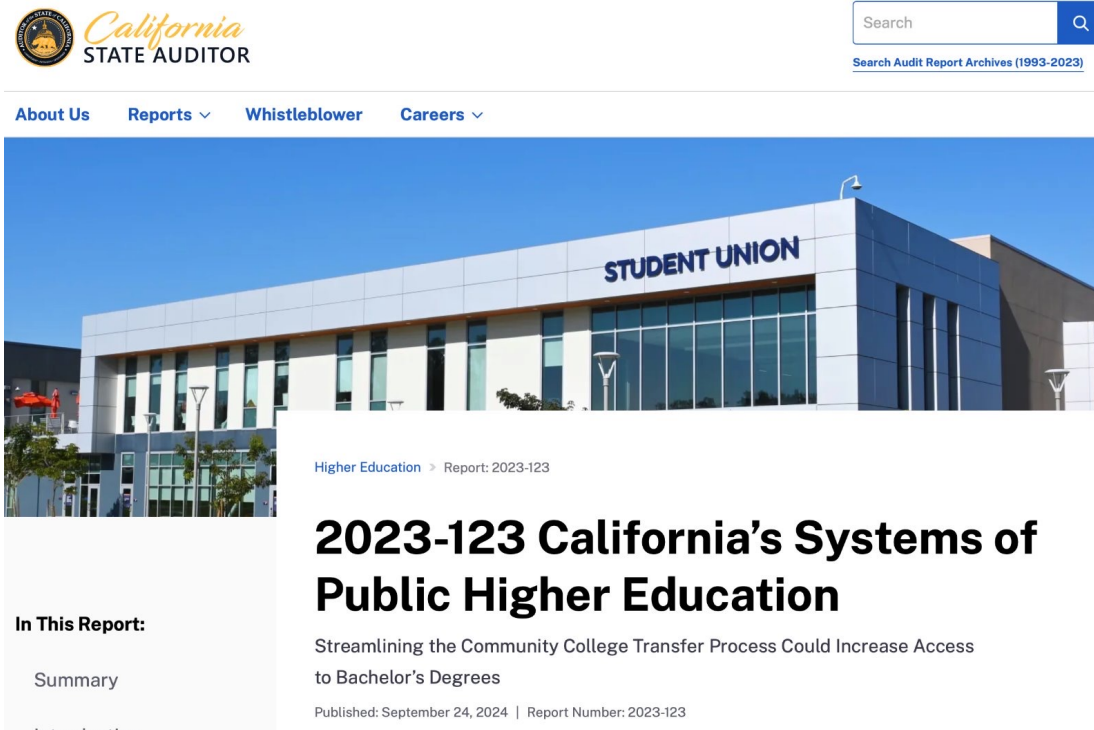 California
STATE AUDITOR
Search
Search Audit Report Archives (1993-2023)
About Us
Reports
Whistleblower
Careers
STUDENT UNION
Higher Education > Report: 2023-123
2023-123 California’s Systems of
Public Higher Education
Streamlining the Community College Transfer Process Could Increase Access
to Bachelor’s Degrees
Published: September 24, 2024 | Report Number: 2023-123
In This Report:
Summary